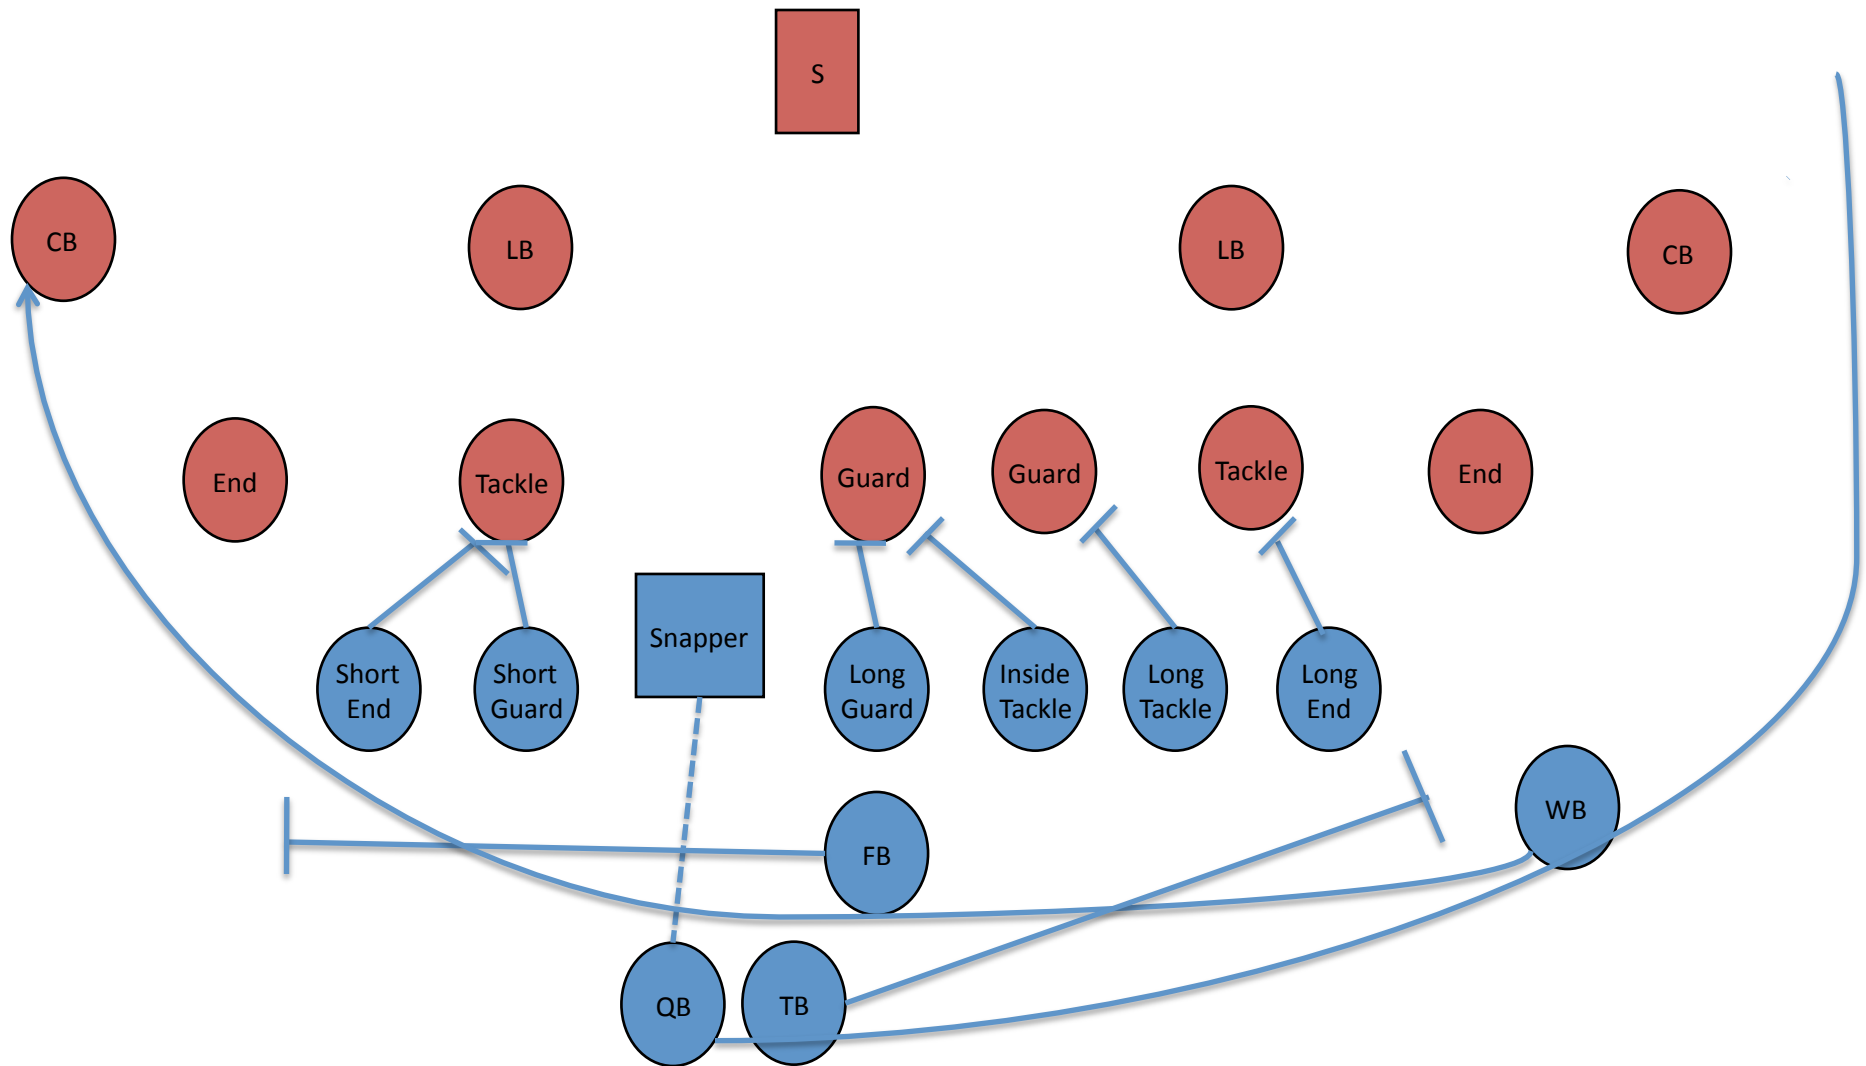 S
CB
LB
LB
CB
End
Tackle
Guard
Guard
Tackle
End
Snapper
Short
End
Short
Guard
Long
Guard
Inside
Tackle
Long
Tackle
Long
End
FB
WB
QB
TB